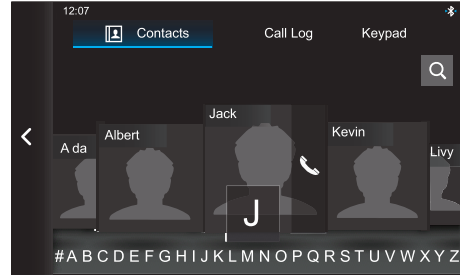 12:07
Contacts Call Log Keypad
Jack
Albert Kevin
A da Livy
J
#ABCDEFGHIJKLMNOPQRSTUVWXYZ